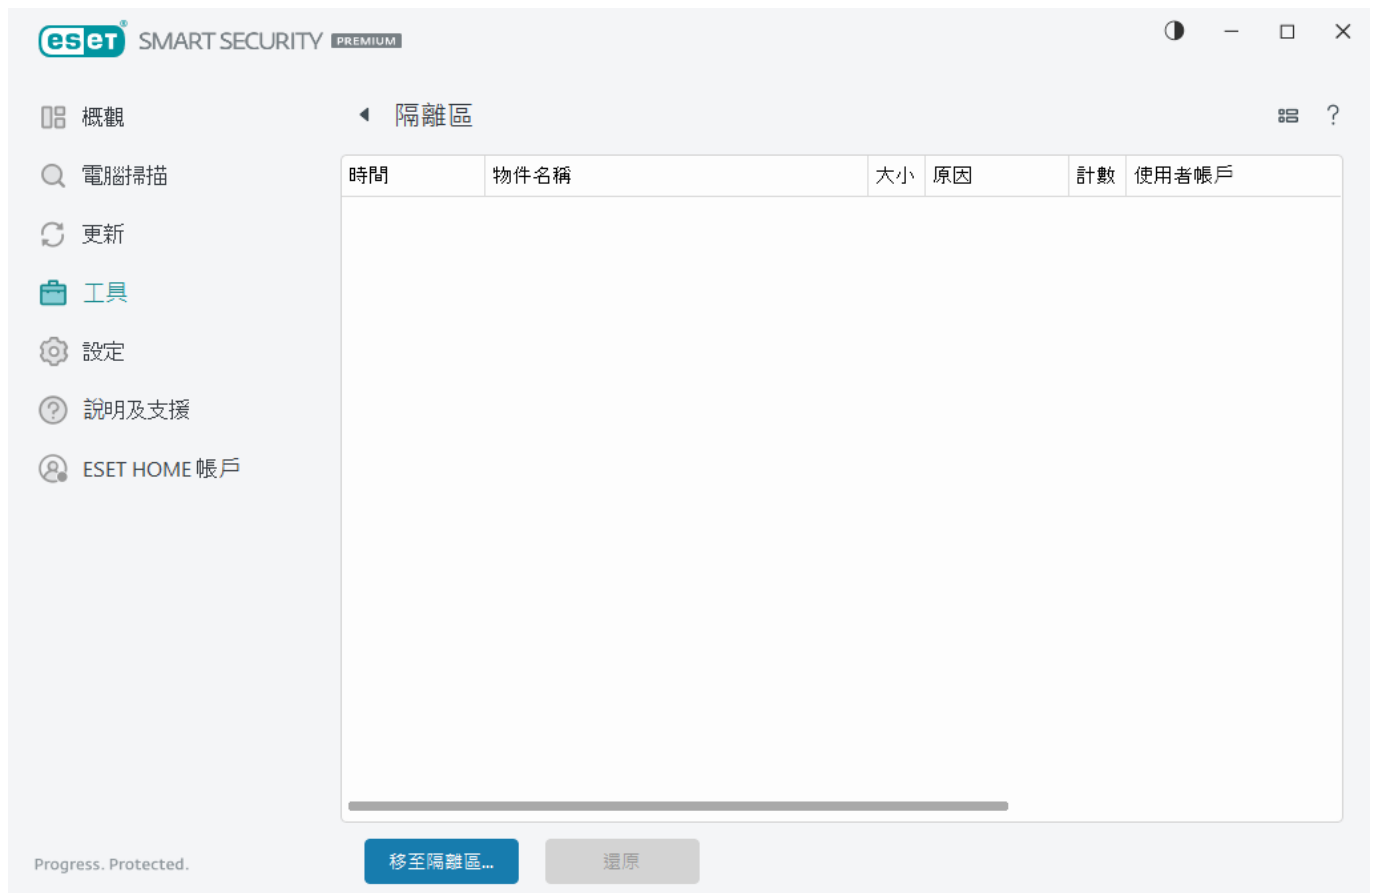 eset® SMART SECURITY PREMIUM
概觀
電腦掃描
更新
工具
設定
說明及支援
ESET HOME 帳戶
隔離區
?
時間 物件名稱 大小 原因 計數 使用者帳戶
移至隔離區... 還原
Progress. Protected.